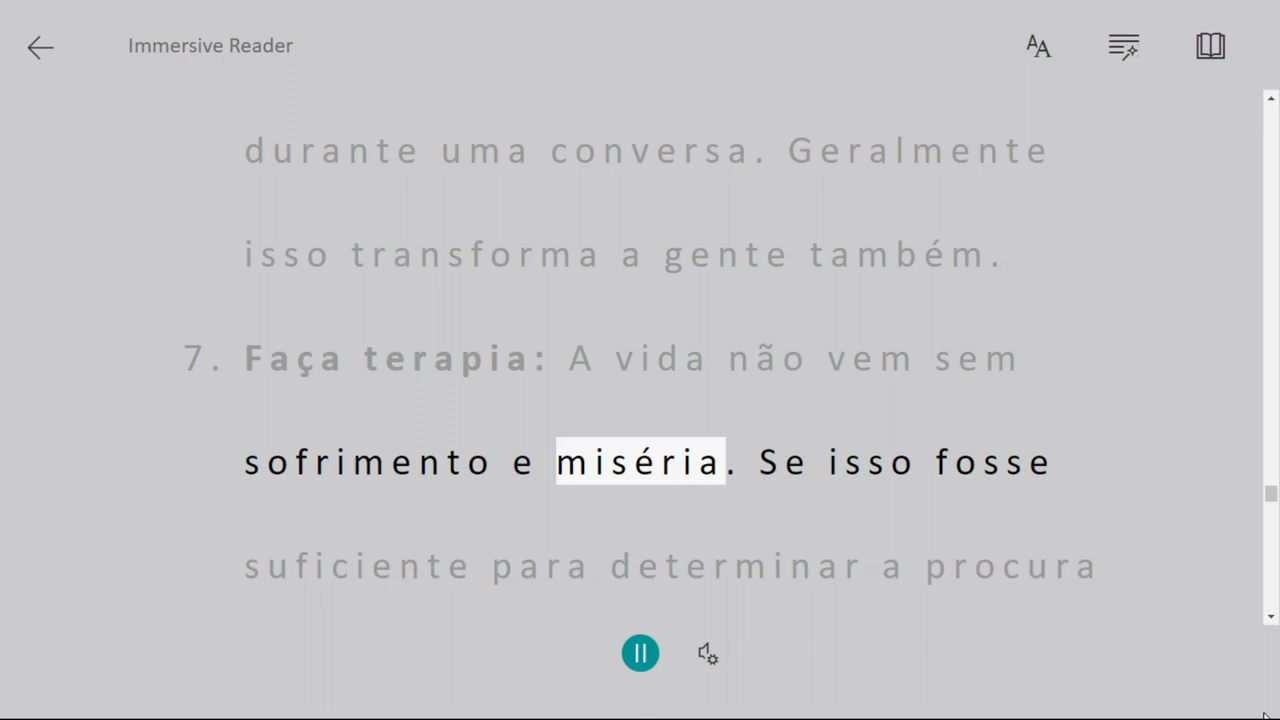 Immersive Reader
durante uma conversa. Geralmente
isso transforma a gente também.
7. Faça terapia: A vida não vem sem
sofrimento e miséria. Se isso fosse
suficiente para determinar a procura